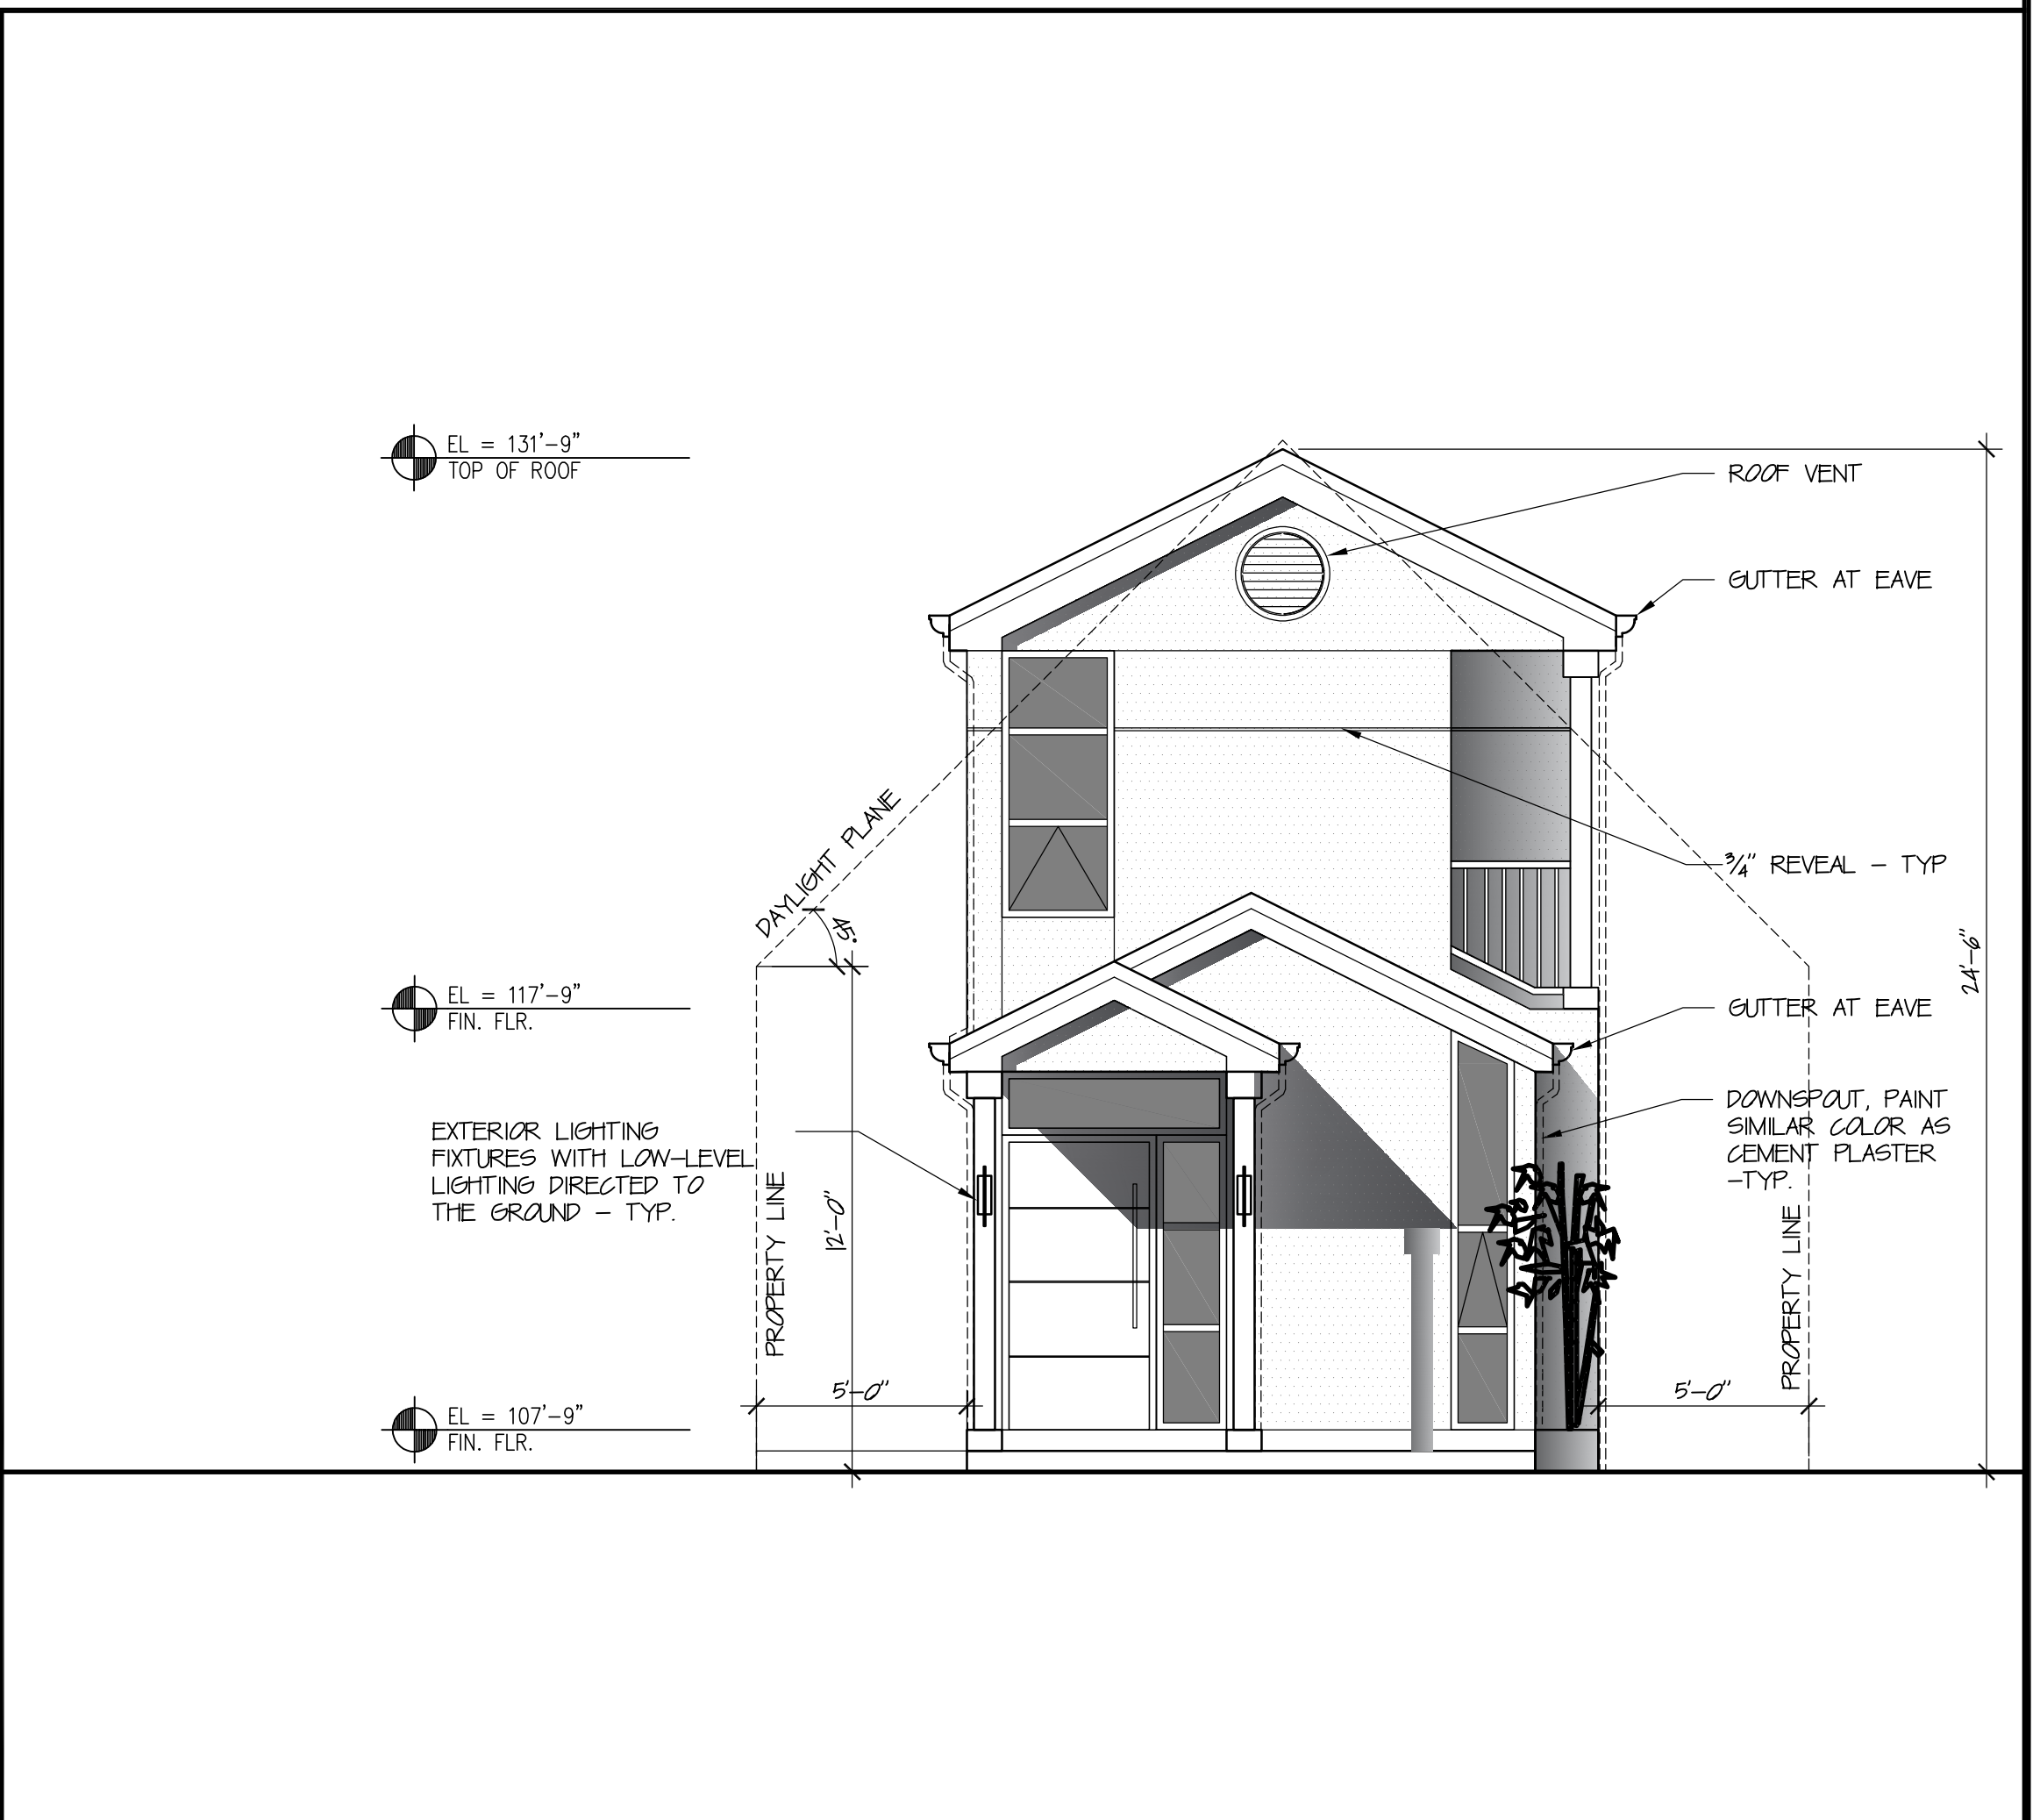 EL = 131'-9"
TOP OF ROOF
ROOF VENT
GUTTER AT EAVE
DAYLIGHT PLANE
45°
3/4" REVEAL - TYP
24'-6"
EL = 117'-9"
FIN. FLR.
GUTTER AT EAVE
EXTERIOR LIGHTING
FIXTURES WITH LOW-LEVEL
LIGHTING DIRECTED TO
THE GROUND - TYP.
PROPERTY LINE
12'-0"
DOWNSPOUT, PAINT
SIMILAR COLOR AS
CEMENT PLASTER
-TYP.
PROPERTY LINE
5'-0"
5'-0"
EL = 107'-9"
FIN. FLR.